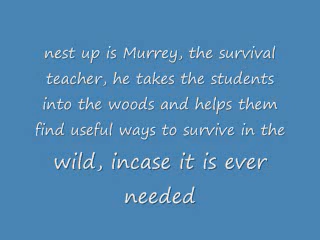 nest up is Murrey, the survival
teacher, he takes the students
into the woods and helps them
find useful ways to survive in the
wild, incase it is ever
needed